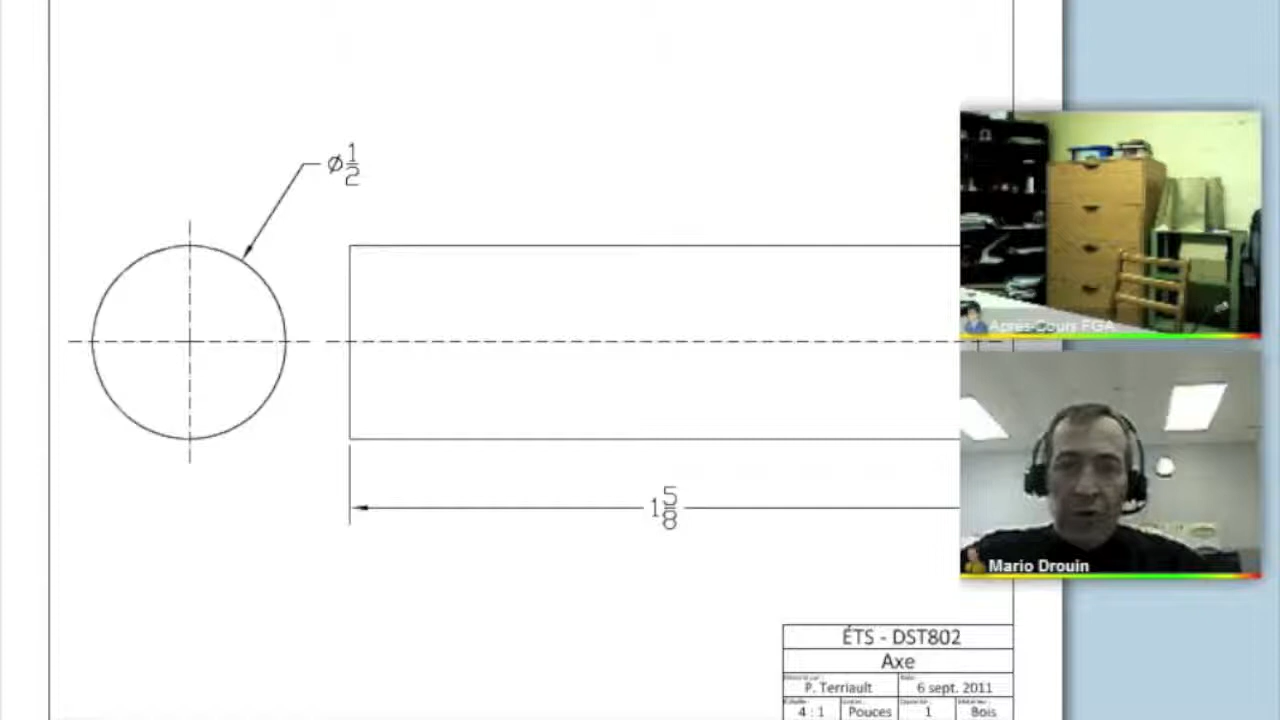 ø1/2
1 5/8
Après-Cours FGA
Mario Drouin
ÉTS - DST802
Axe
P. Terriault
6 sept. 2011
4 : 1
Pouces
1
Bois